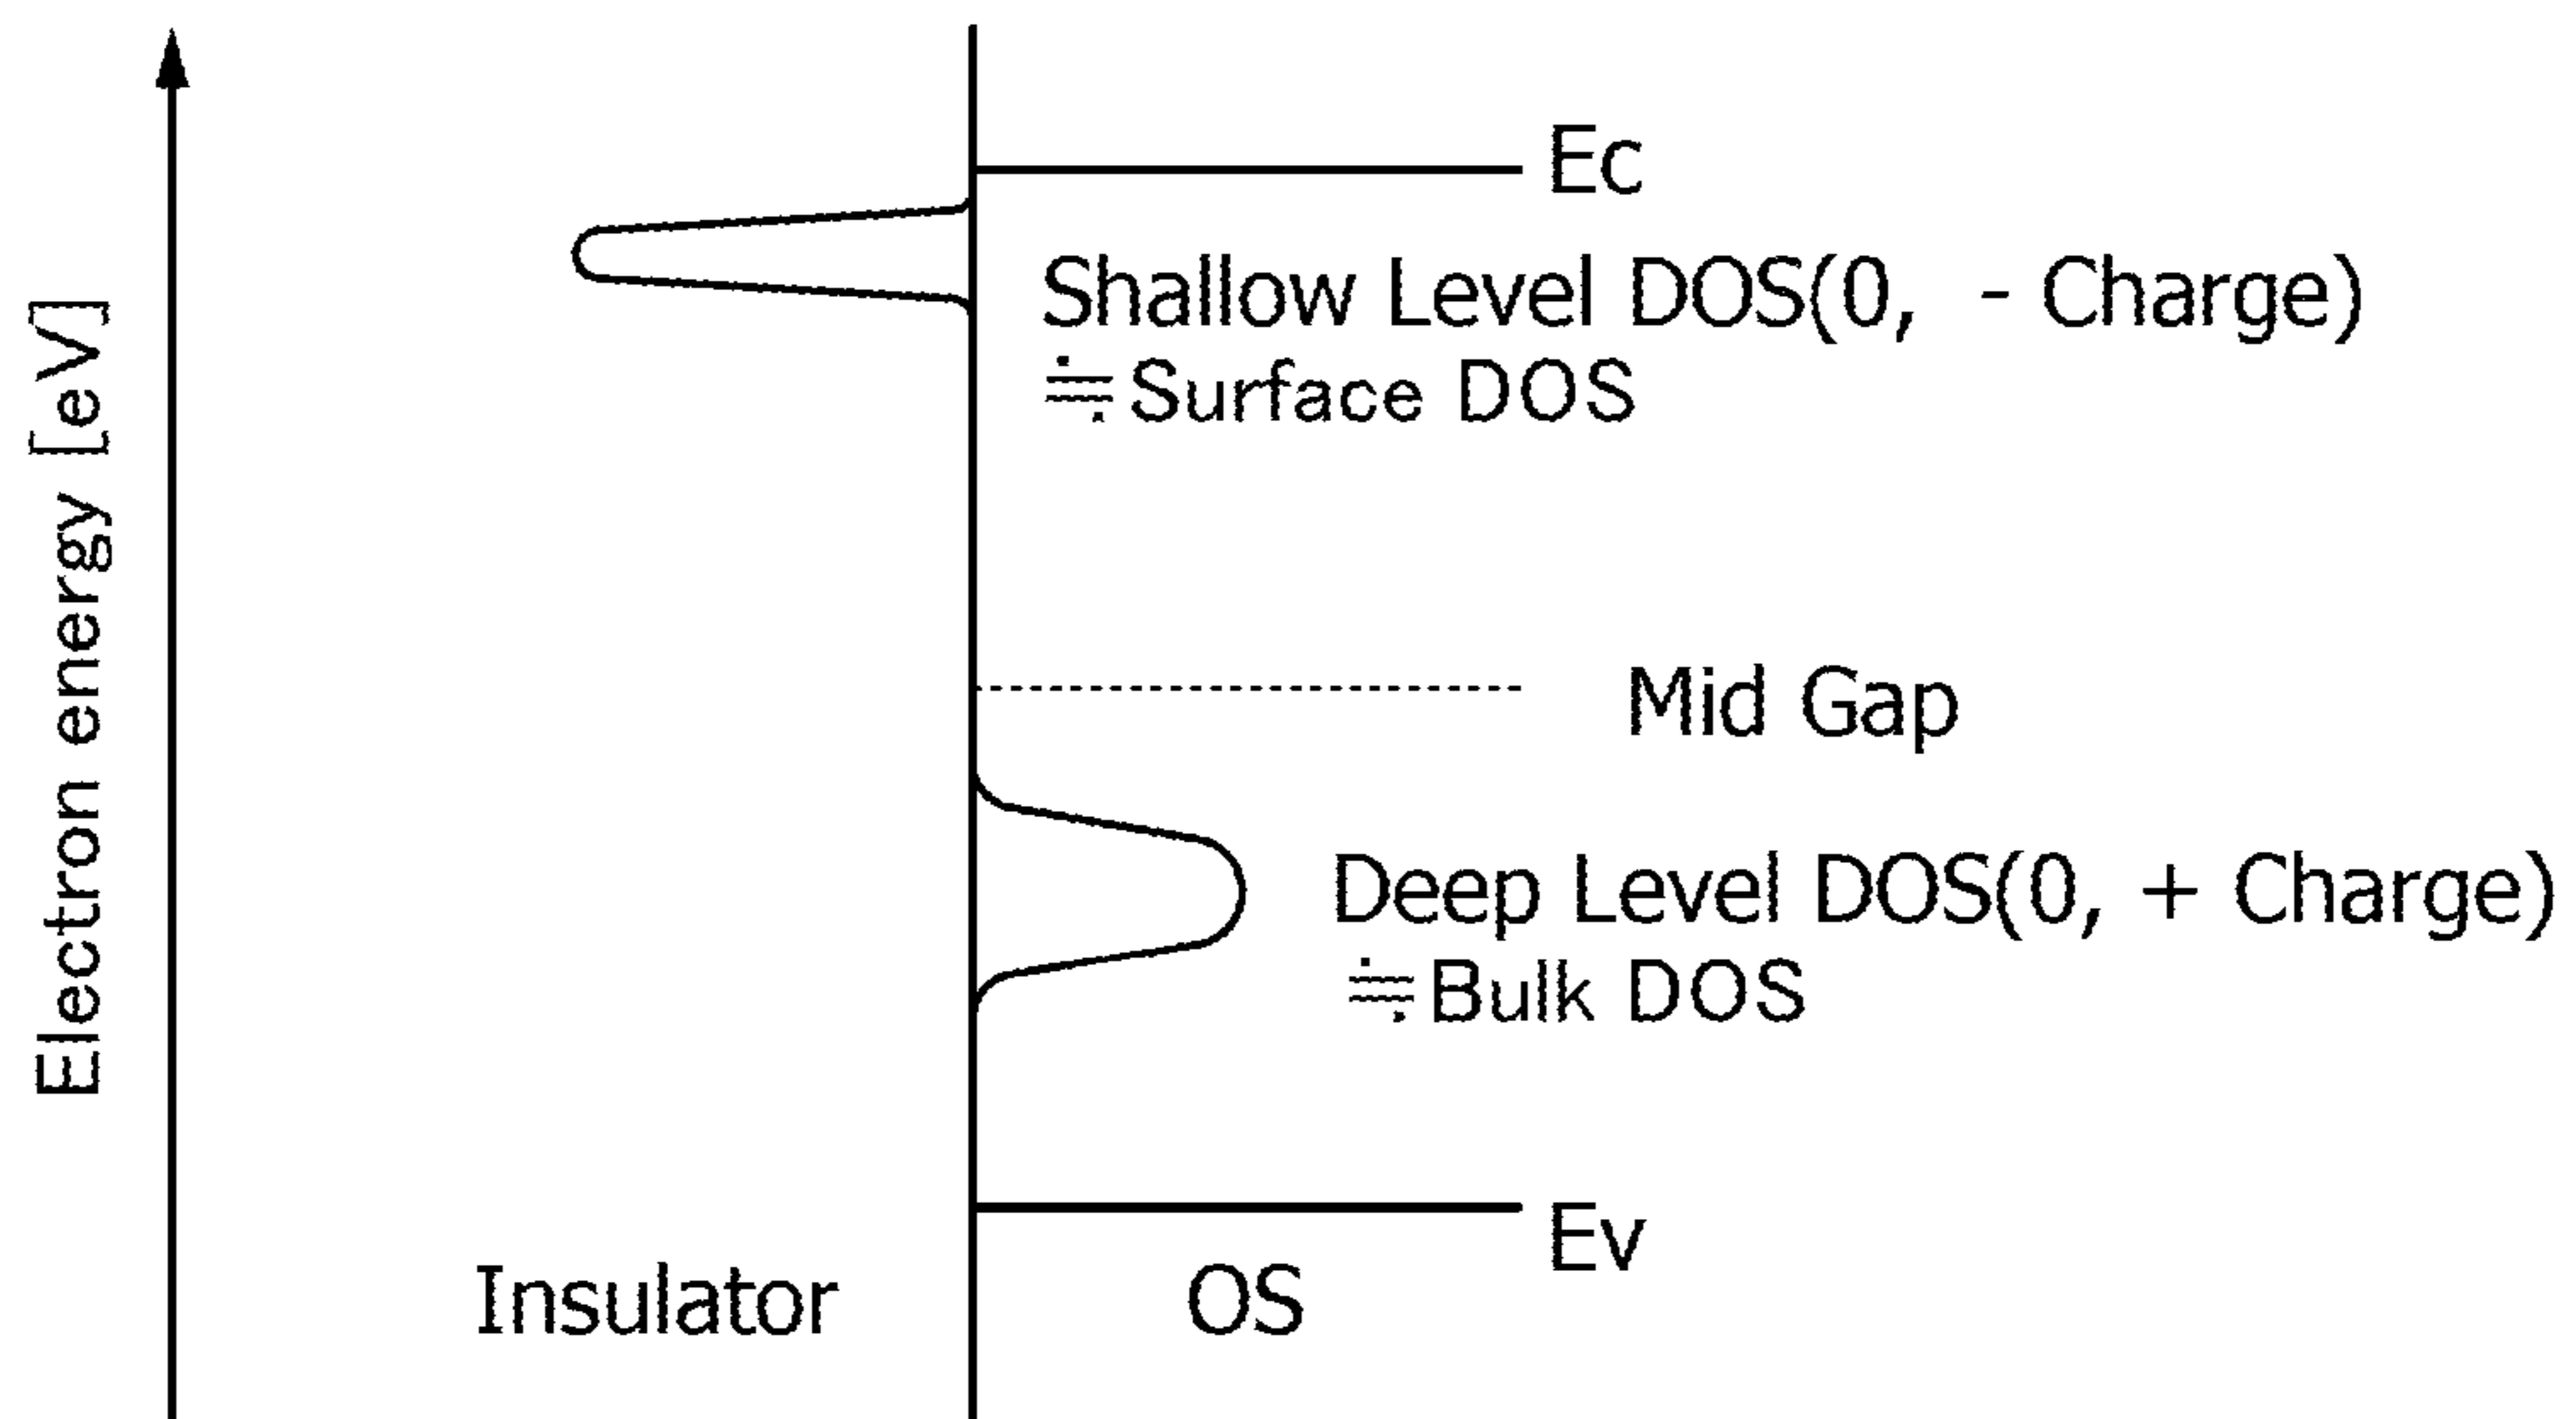 Electron energy [eV]
Ec
Shallow Level DOS(0, - Charge)
≒Surface DOS
Mid Gap
Deep Level DOS(0, + Charge)
≒Bulk DOS
Ev
Insulator
OS